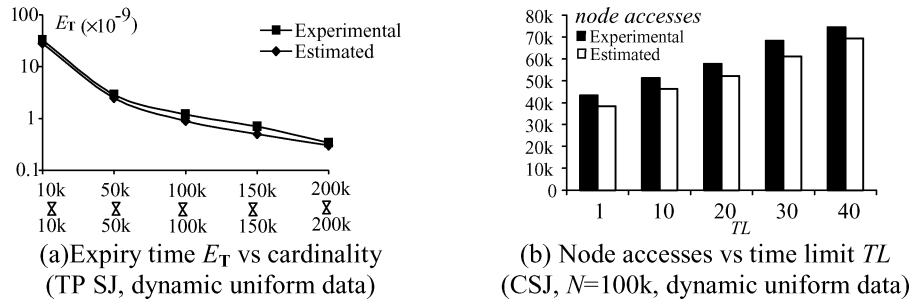 100
10
1
0.1
E_T (×10^-9)
Experimental
Estimated
10k 50k 100k 150k 200k
⋈ ⋈ ⋈ ⋈ ⋈
10k 50k 100k 150k 200k
(a)Expiry time E_T vs cardinality
(TP SJ, dynamic uniform data)
80k
70k
60k
50k
40k
30k
20k
10k
0
node accesses
Experimental
Estimated
1 10 20 30 40
TL
(b) Node accesses vs time limit TL
(CSJ, N=100k, dynamic uniform data)